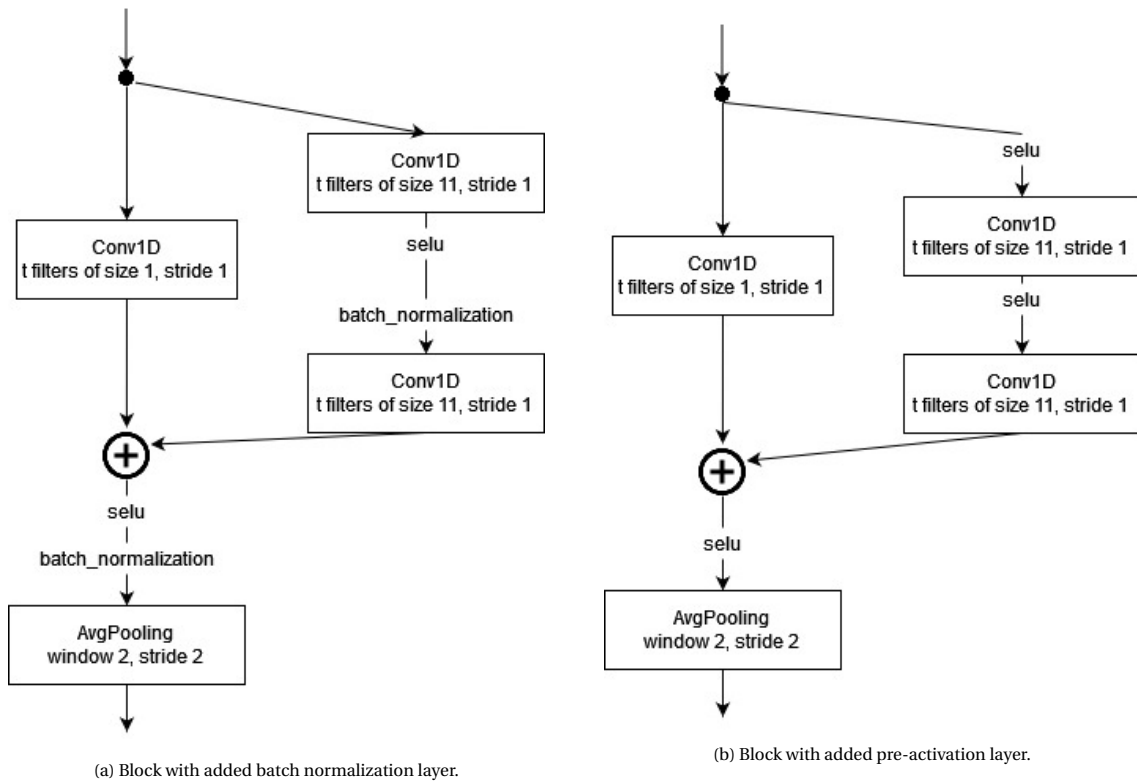 Conv1D
t filters of size 11, stride 1
selu
batch_normalization
Conv1D
t filters of size 1, stride 1
Conv1D
t filters of size 11, stride 1
selu
batch_normalization
AvgPooling
window 2, stride 2
(a) Block with added batch normalization layer.
selu
Conv1D
t filters of size 11, stride 1
selu
Conv1D
t filters of size 1, stride 1
Conv1D
t filters of size 11, stride 1
selu
AvgPooling
window 2, stride 2
(b) Block with added pre-activation layer.